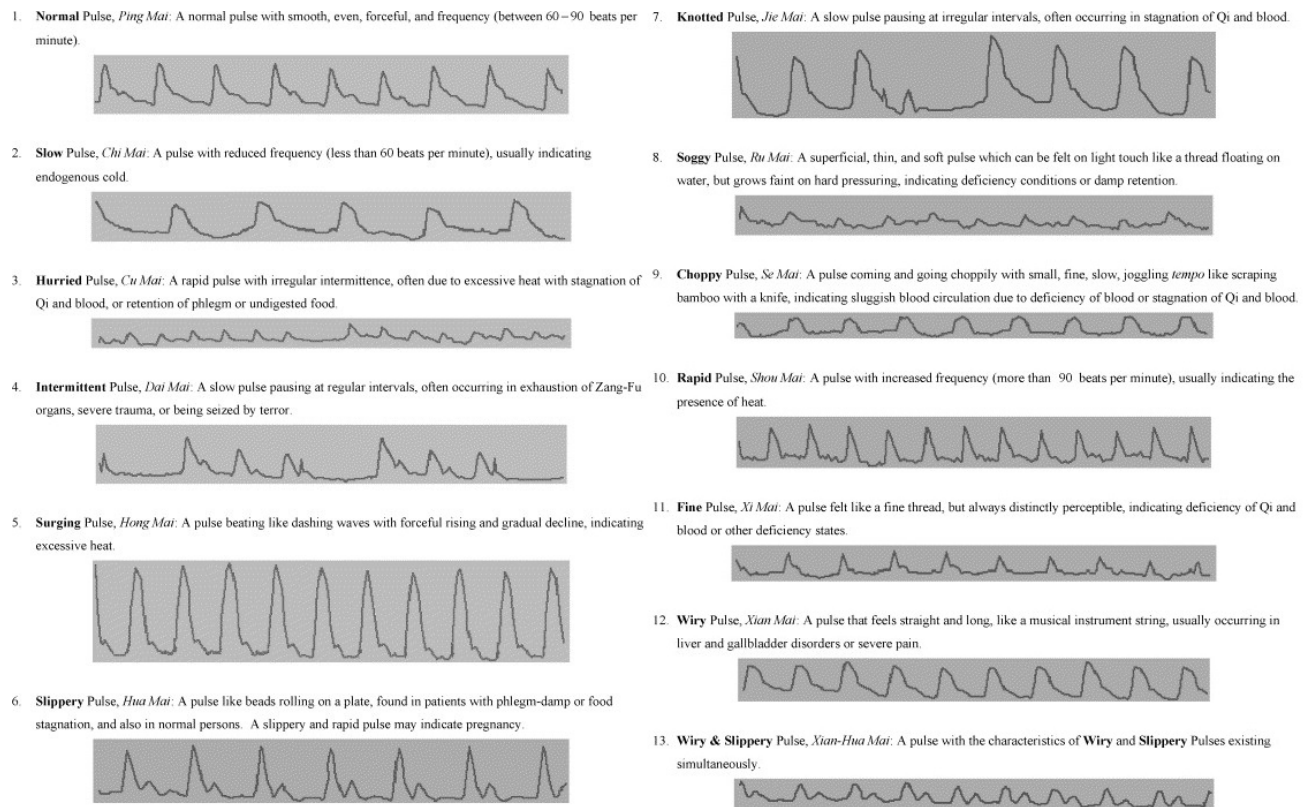 1. Normal Pulse, Ping Mai: A normal pulse with smooth, even, forceful, and frequency (between 60-90 beats per
minute).
2. Slow Pulse, Chi Mai: A pulse with reduced frequency (less than 60 beats per minute), usually indicating
endogenous cold.
3. Hurried Pulse, Cu Mai: A rapid pulse with irregular intermittence, often due to excessive heat with stagnation of
Qi and blood, or retention of phlegm or undigested food.
4. Intermittent Pulse, Dai Mai: A slow pulse pausing at regular intervals, often occurring in exhaustion of Zang-Fu
organs, severe trauma, or being seized by terror.
5. Surging Pulse, Hong Mai: A pulse beating like dashing waves with forceful rising and gradual decline, indicating
excessive heat.
6. Slippery Pulse, Hua Mai: A pulse like beads rolling on a plate, found in patients with phlegm-damp or food
stagnation, and also in normal persons. A slippery and rapid pulse may indicate pregnancy.
7. Knotted Pulse, Jie Mai: A slow pulse pausing at irregular intervals, often occurring in stagnation of Qi and blood.
8. Soggy Pulse, Ru Mai: A superficial, thin, and soft pulse which can be felt on light touch like a thread floating on
water, but grows faint on hard pressuring, indicating deficiency conditions or damp retention.
9. Choppy Pulse, Se Mai: A pulse coming and going choppily with small, fine, slow, joggling tempo like scraping
bamboo with a knife, indicating sluggish blood circulation due to deficiency of blood or stagnation of Qi and blood.
10. Rapid Pulse, Shou Mai: A pulse with increased frequency (more than 90 beats per minute), usually indicating the
presence of heat.
11. Fine Pulse, Xi Mai: A pulse felt like a fine thread, but always distinctly perceptible, indicating deficiency of Qi and
blood or other deficiency states.
12. Wiry Pulse, Xian Mai: A pulse that feels straight and long, like a musical instrument string, usually occurring in
liver and gallbladder disorders or severe pain.
13. Wiry & Slippery Pulse, Xian-Hua Mai: A pulse with the characteristics of Wiry and Slippery Pulses existing
simultaneously.